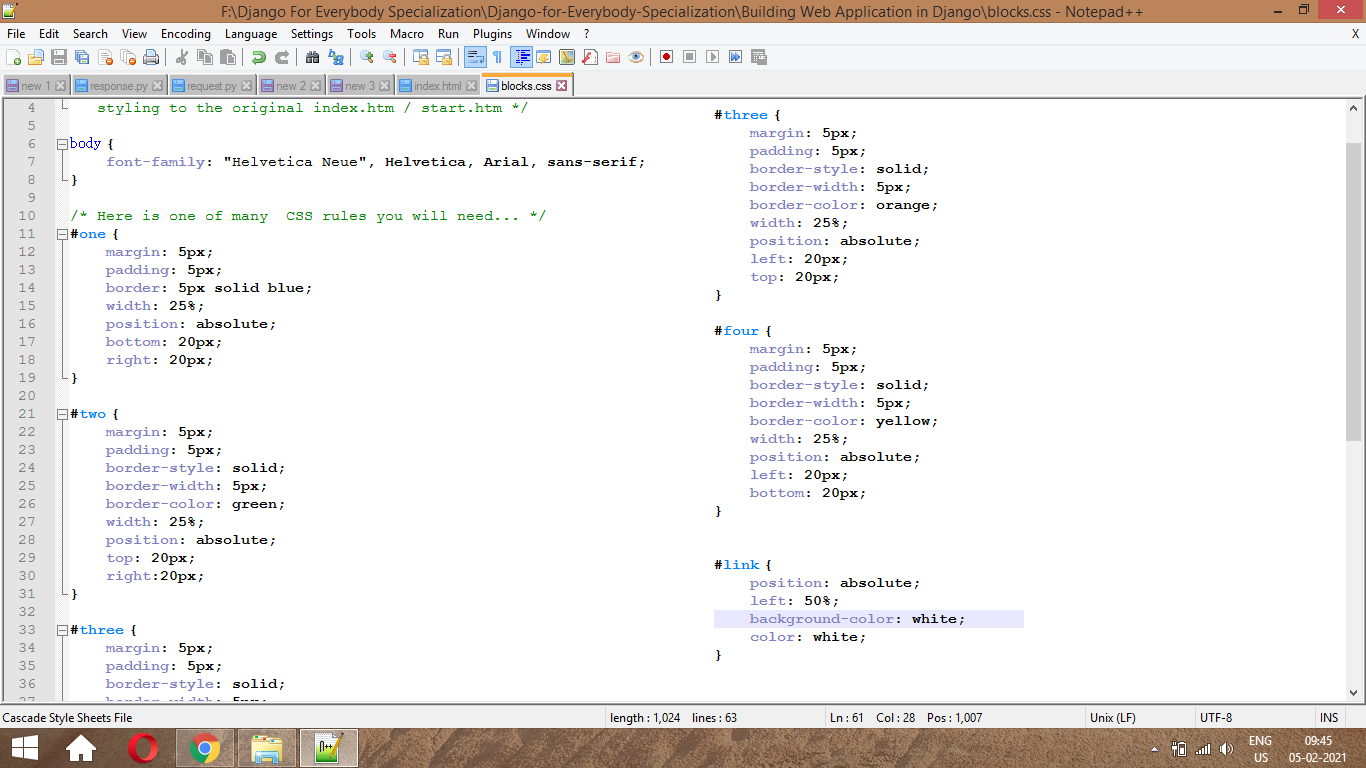 F:\Django For Everybody Specialization\Django-for-Everybody-Specialization\Building Web Application in Django\blocks.css - Notepad++
File Edit Search View Encoding Language Settings Tools Macro Run Plugins Window ? X
new 1 response.py request.py new 2 new 3 index.html blocks.css
4 styling to the original index.htm / start.htm */
5
6 body {
7 font-family: "Helvetica Neue", Helvetica, Arial, sans-serif;
8 }
9
10 /* Here is one of many  CSS rules you will need... */
11 #one {
12 margin: 5px;
13 padding: 5px;
14 border: 5px solid blue;
15 width: 25%;
16 position: absolute;
17 bottom: 20px;
18 right: 20px;
19 }
20
21 #two {
22 margin: 5px;
23 padding: 5px;
24 border-style: solid;
25 border-width: 5px;
26 border-color: green;
27 width: 25%;
28 position: absolute;
29 top: 20px;
30 right:20px;
31 }
32
33 #three {
34 margin: 5px;
35 padding: 5px;
36 border-style: solid;
37 border-width: 5px;
#three {
margin: 5px;
padding: 5px;
border-style: solid;
border-width: 5px;
border-color: orange;
width: 25%;
position: absolute;
left: 20px;
top: 20px;
}
#four {
margin: 5px;
padding: 5px;
border-style: solid;
border-width: 5px;
border-color: yellow;
width: 25%;
position: absolute;
left: 20px;
bottom: 20px;
}
#link {
position: absolute;
left: 50%;
background-color: white;
color: white;
}
Cascade Style Sheets File length : 1,024 lines : 63 Ln : 61 Col : 28 Pos : 1,007 Unix (LF) UTF-8 INS
ENG 09:45
US 05-02-2021